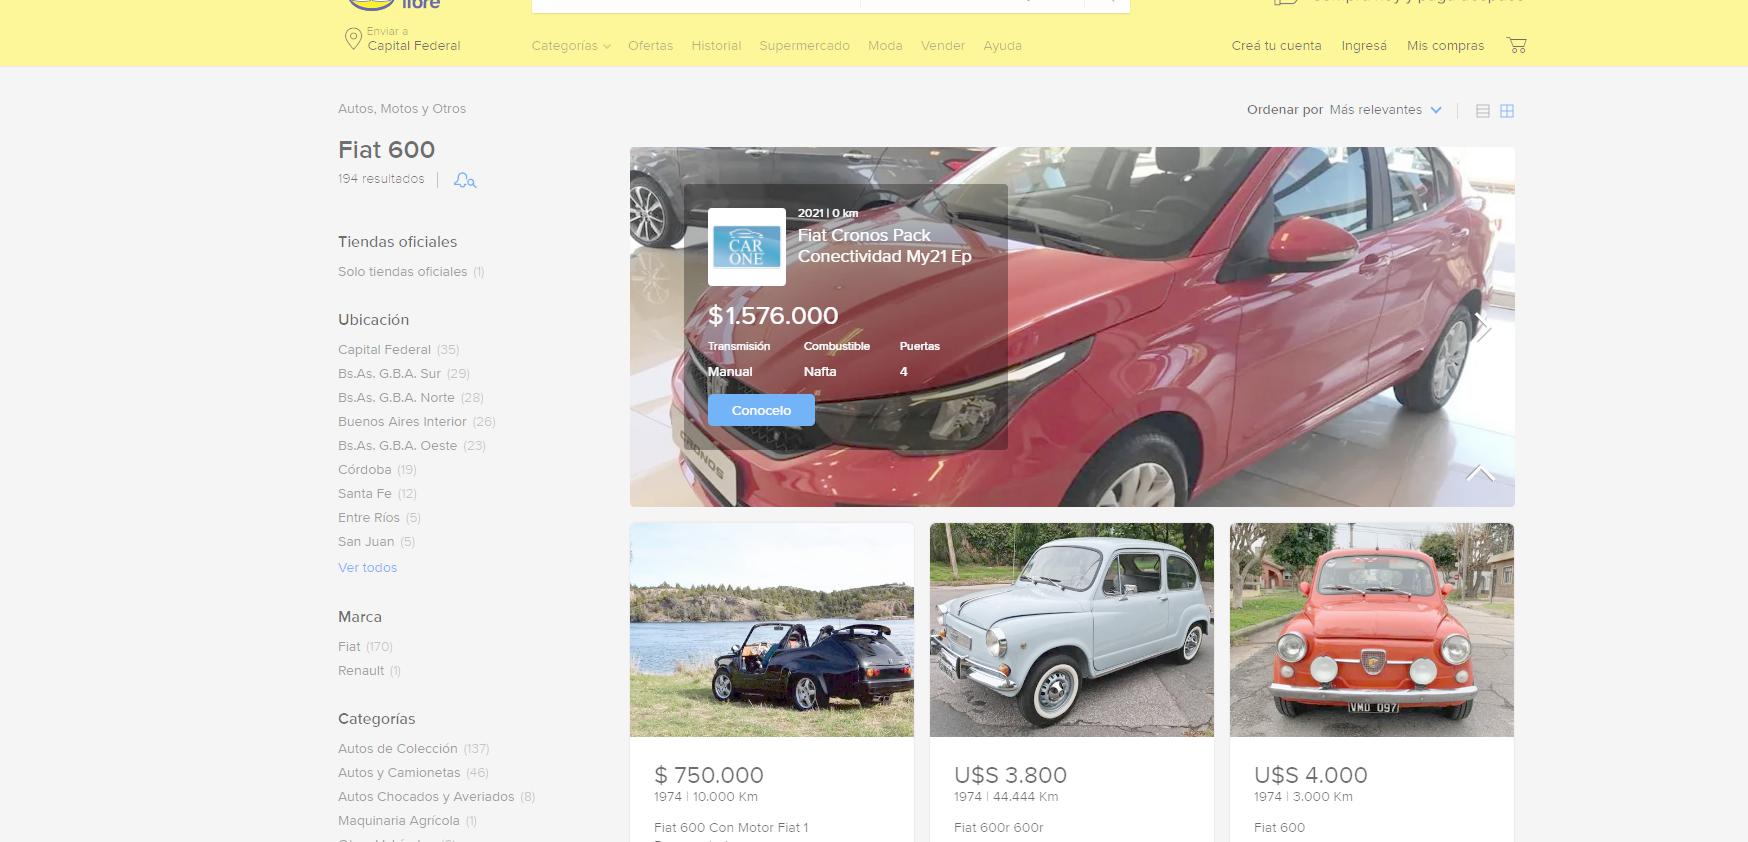 libre
Enviar a
Capital Federal
Categorías
Ofertas
Historial
Supermercado
Moda
Vender
Ayuda
Creá tu cuenta
Ingresá
Mis compras
Autos, Motos y Otros
Ordenar por Más relevantes
Fiat 600
194 resultados
Tiendas oficiales
Solo tiendas oficiales (1)
Ubicación
Capital Federal (35)
Bs.As. G.B.A. Sur (29)
Bs.As. G.B.A. Norte (28)
Buenos Aires Interior (26)
Bs.As. G.B.A. Oeste (23)
Córdoba (19)
Santa Fe (12)
Entre Ríos (5)
San Juan (5)
Ver todos
Marca
Fiat (170)
Renault (1)
Categorías
Autos de Colección (137)
Autos y Camionetas (46)
Autos Chocados y Averiados (8)
Maquinaria Agrícola (1)
CAR
ONE
2021 | 0 km
Fiat Cronos Pack
Conectividad My21 Ep
$ 1.576.000
Transmisión Combustible Puertas
Manual Nafta 4
Conocelo
CRONOS
VMD 097
$ 750.000
1974 | 10.000 Km
Fiat 600 Con Motor Fiat 1
U$S 3.800
1974 | 44.444 Km
Fiat 600r 600r
U$S 4.000
1974 | 3.000 Km
Fiat 600